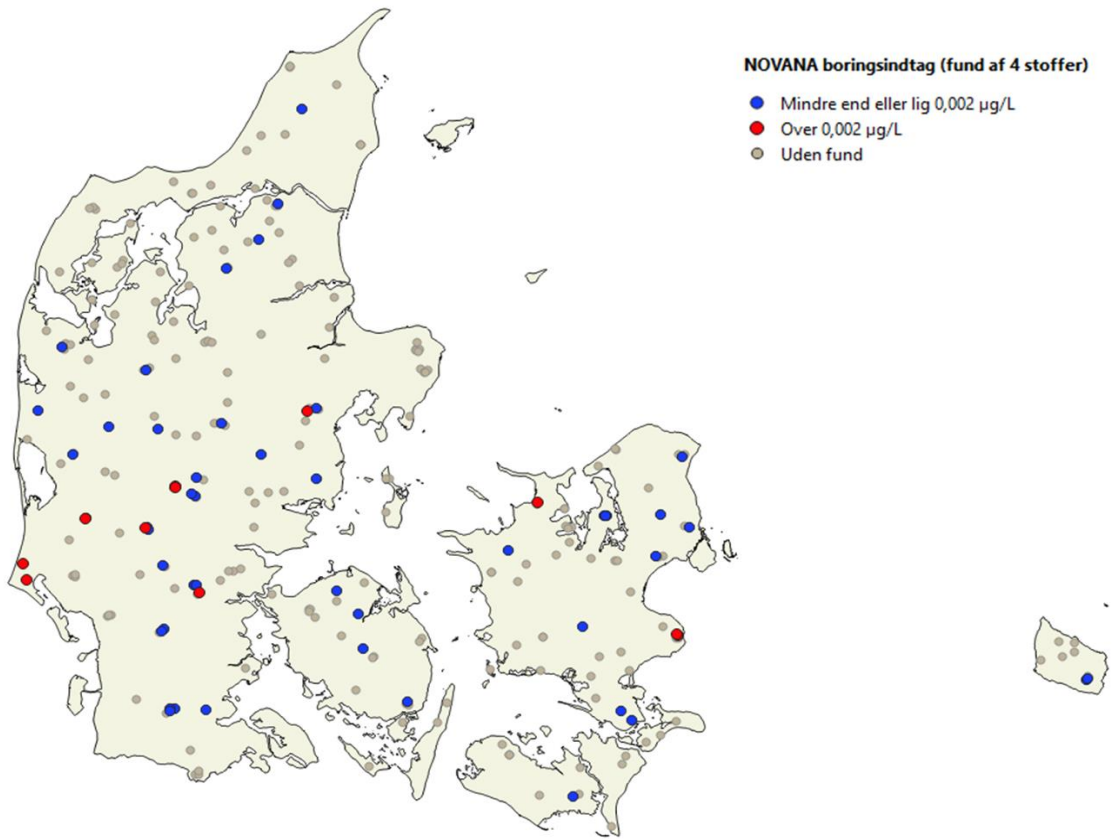 NOVANA boringsindtag (fund af 4 stoffer)
Mindre end eller lig 0,002 µg/L
Over 0,002 µg/L
Uden fund